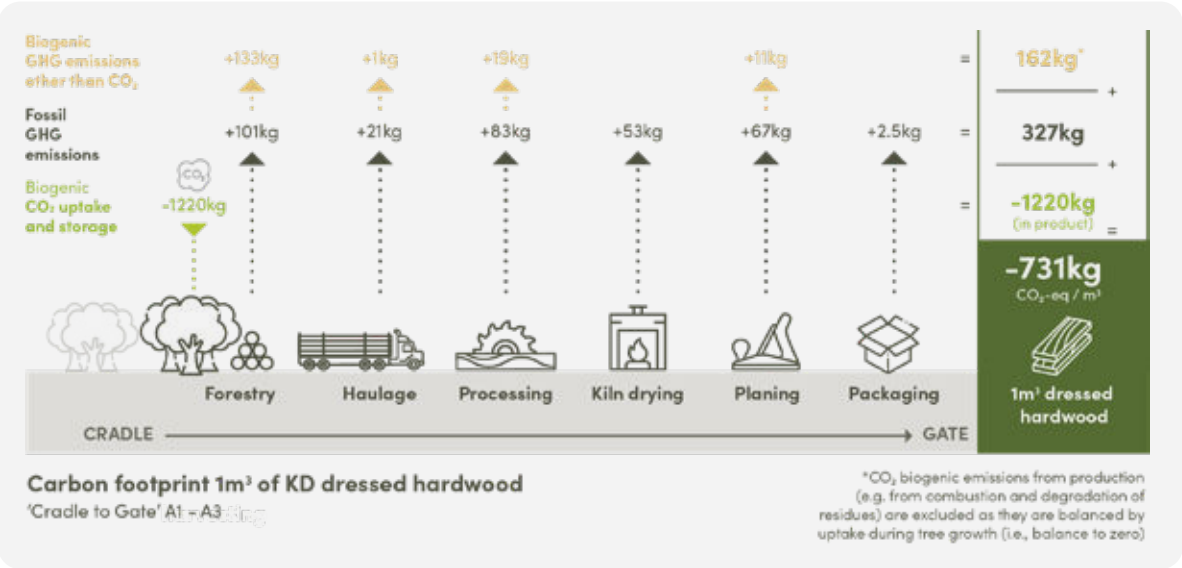 Biogenic
GHG emissions
other than CO₂
+133kg
+1kg
+19kg
+11kg
=
162kg*
+
Fossil
GHG
emissions
+101kg
+21kg
+83kg
+53kg
+67kg
+2.5kg
=
327kg
+
CO₂
Biogenic
CO₂ uptake
and storage
-1220kg
=
-1220kg
(in product)
=
-731kg
CO₂-eq / m³
1m³ dressed
hardwood
Forestry
Haulage
Processing
Kiln drying
Planing
Packaging
CRADLE
GATE
Carbon footprint 1m³ of KD dressed hardwood
'Cradle to Gate' A1 - A3
*CO₂ biogenic emissions from production
(e.g. from combustion and degradation of
residues) are excluded as they are balanced by
uptake during tree growth (i.e., balance to zero)